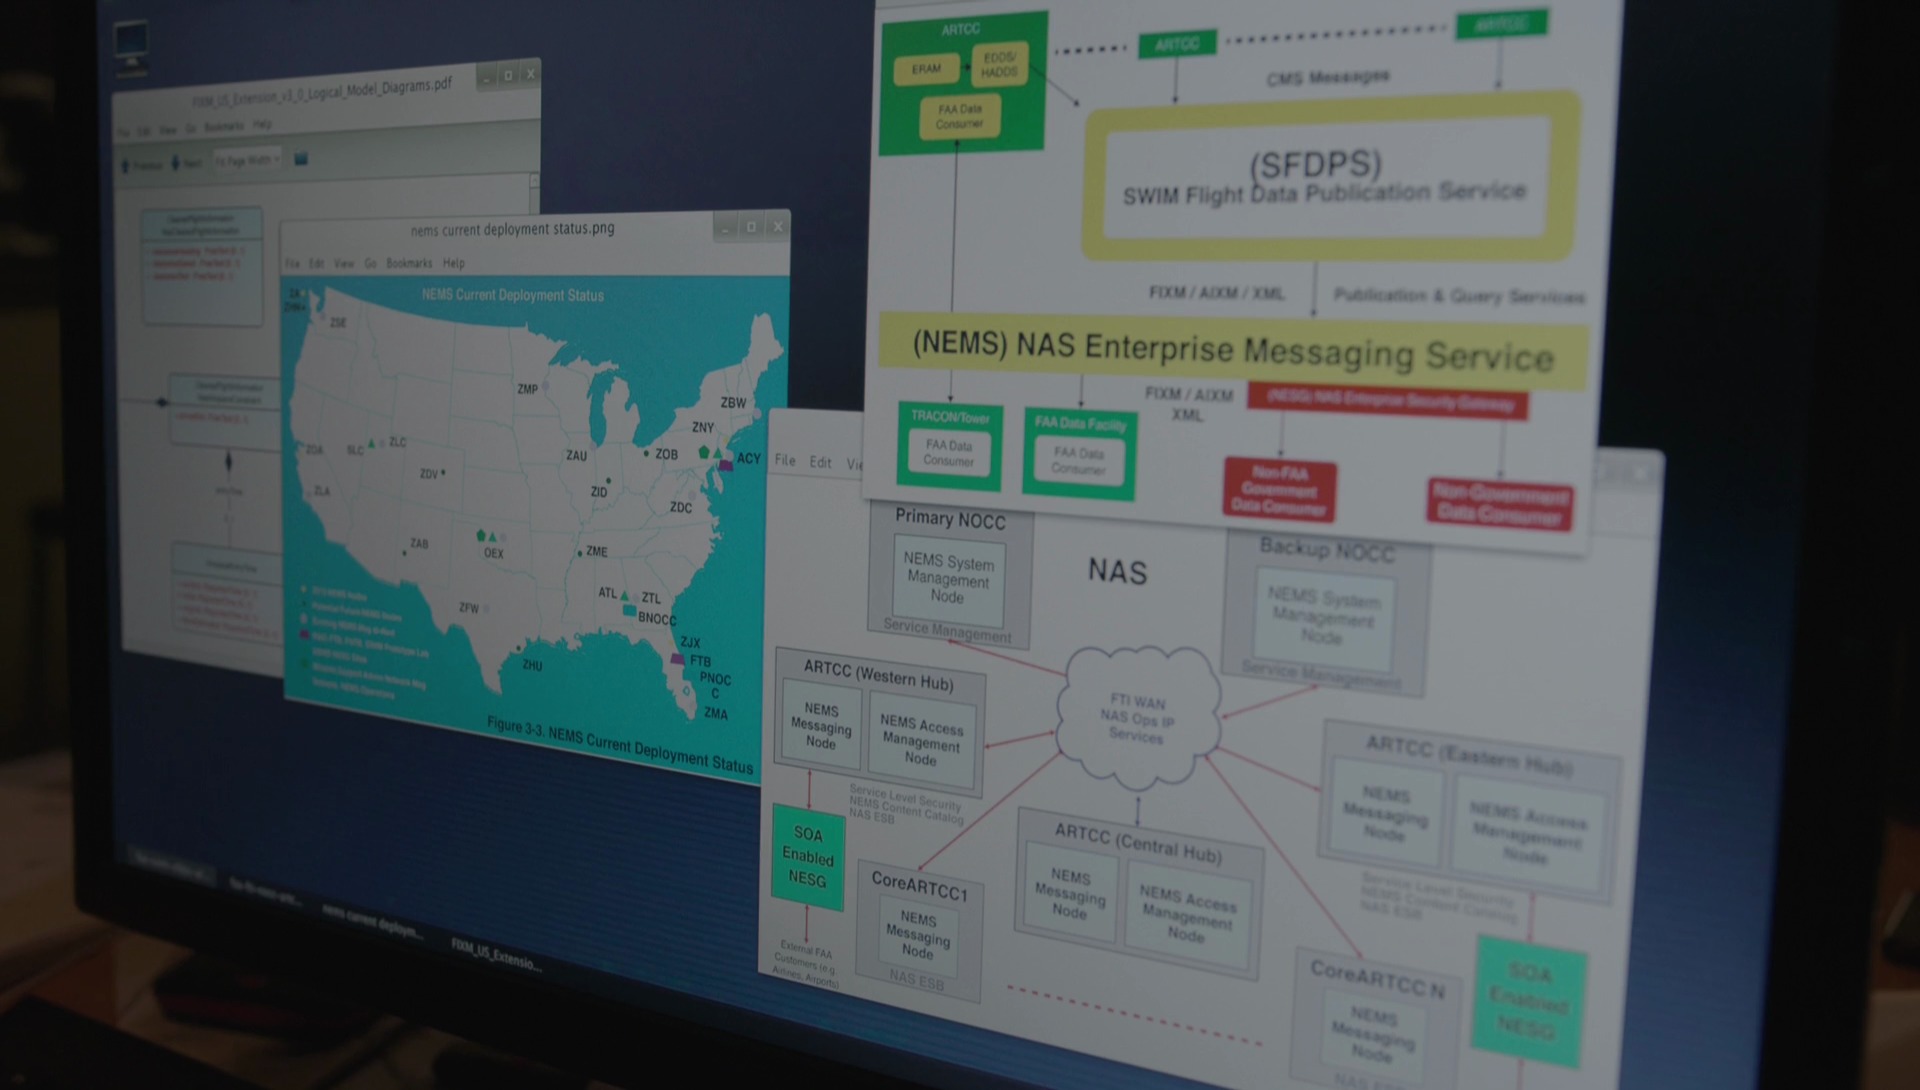 FIXM_US_Extension_v3_0_Logical_Model_Diagrams.pdf
File Edit View Go Bookmarks Help
Previous Next Fit Page Width
nems current deployment status.png
File Edit View Go Bookmarks Help
NEMS Current Deployment Status
ZSE
ZMP
ZBW
ZNY
ZOA
SLC
ZLC
ZAU
ZOB
ACY
ZDV
ZID
ZLA
ZDC
ZAB
OEX
ZME
ATL
ZTL
ZFW
BNOCC
ZJX
ZHU
FTB
PNOC
C
ZMA
Figure 3-3. NEMS Current Deployment Status
ARTCC
ERAM
EDDS/
HADDS
FAA Data
Consumer
ARTCC
ARTCC
CMS Messages
(SFDPS)
SWIM Flight Data Publication Service
FIXM / AIXM / XML
Publication & Query Services
(NEMS) NAS Enterprise Messaging Service
FIXM / AIXM
XML
(NESG) NAS Enterprise Security Gateway
TRACON/Tower
FAA Data
Consumer
FAA Data Facility
FAA Data
Consumer
Non-FAA
Government
Data Consumer
Non-Government
Data Consumer
File Edit
Primary NOCC
NEMS System
Management
Node
Service Management
NAS
Backup NOCC
NEMS System
Management
Node
Service Management
ARTCC (Western Hub)
NEMS
Messaging
Node
NEMS Access
Management
Node
Service Level Security
NEMS Content Catalog
NAS ESB
FTI WAN
NAS Ops IP
Services
ARTCC (Eastern Hub)
NEMS
Messaging
Node
NEMS Access
Management
Node
Service Level Security
NEMS Content Catalog
NAS ESB
SOA
Enabled
NESG
External FAA
Customers (e.g.
Airlines, Airports)
CoreARTCC1
NEMS
Messaging
Node
NAS ESB
ARTCC (Central Hub)
NEMS
Messaging
Node
NEMS Access
Management
Node
CoreARTCC N
NEMS
Messaging
Node
NAS ESB
SOA
Enabled
NESG
nems current deploym...
FIXM_US_Extensio...